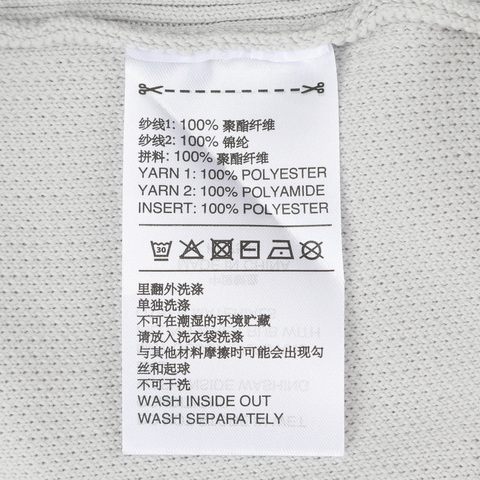 纱线1: 100% 聚酯纤维
纱线2: 100% 锦纶
拼料: 100% 聚酯纤维
YARN 1: 100% POLYESTER
YARN 2: 100% POLYAMIDE
INSERT: 100% POLYESTER
30
里翻外洗涤
单独洗涤
不可在潮湿的环境贮藏
请放入洗衣袋洗涤
与其他材料摩擦时可能会出现勾
丝和起球
不可干洗
WASH INSIDE OUT
WASH SEPARATELY